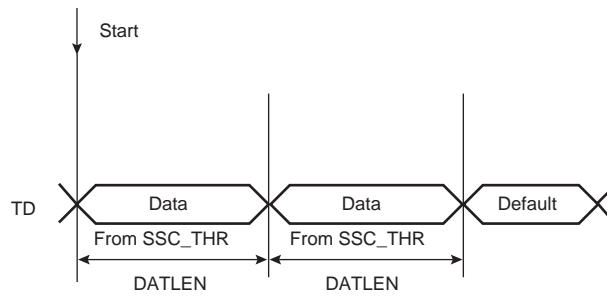 Start
TD Data Data Default
From SSC_THR From SSC_THR
DATLEN DATLEN